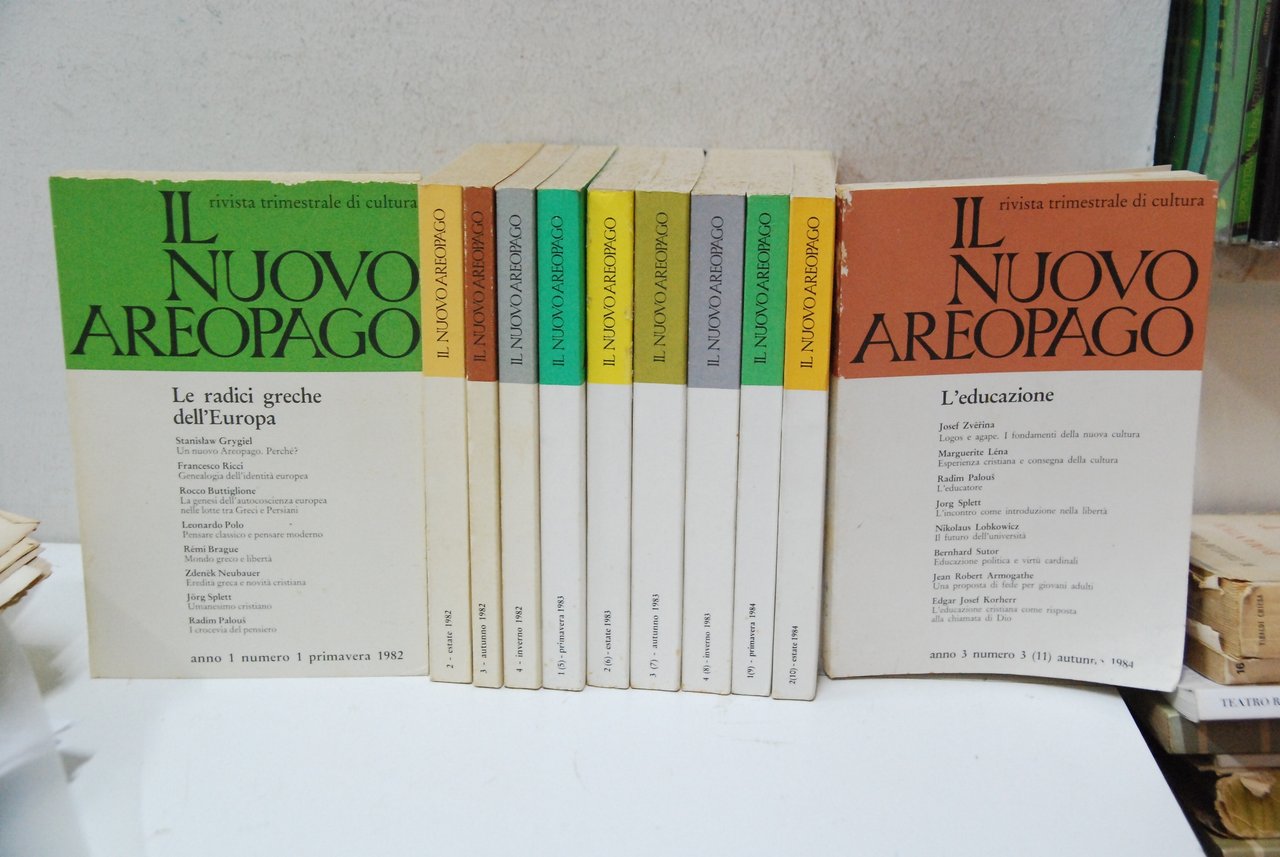 IL
rivista trimestrale di cultura
NUOVO
AREOPAGO
Le radici greche
dell'Europa
Stanisław Grygiel
Un nuovo Areopago. Perché?
Francesco Ricci
Genealogia dell'identità europea
Rocco Buttiglione
La genesi dell'autocoscienza europea
nelle lotte tra Greci e Persiani
Leonardo Polo
Pensare classico e pensare moderno
Rémi Brague
Mondo greco e libertà
Zdeněk Neubauer
Eredità greca e novità cristiana
Jörg Splett
Umanesimo cristiano
Radim Palouš
I crocevia del pensiero
anno 1 numero 1 primavera 1982
IL NUOVO AREOPAGO
2 - estate 1982
IL NUOVO AREOPAGO
3 - autunno 1982
IL NUOVO AREOPAGO
4 - inverno 1982
IL NUOVO AREOPAGO
1 (5) - primavera 1983
IL NUOVO AREOPAGO
2 (6) - estate 1983
IL NUOVO AREOPAGO
3 (7) - autunno 1983
IL NUOVO AREOPAGO
4 (8) - inverno 1983
IL NUOVO AREOPAGO
1(9) - primavera 1984
IL NUOVO AREOPAGO
2(10) - estate 1984
IL
rivista trimestrale di cultura
NUOVO
AREOPAGO
L'educazione
Josef Zvěřina
Logos e agape. I fondamenti della nuova cultura
Marguerite Léna
Esperienza cristiana e consegna della cultura
Radim Palouš
L'educatore
Jorg Splett
L'incontro come introduzione nella libertà
Nikolaus Lobkowicz
Il futuro dell'università
Bernhard Sutor
Educazione politica e virtù cardinali
Jean Robert Armogathe
Una proposta di fede per giovani adulti
Edgar Josef Korherr
L'educazione cristiana come risposta
alla chiamata di Dio
anno 3 numero 3 (11) autunn 1984
16
TEATRO R